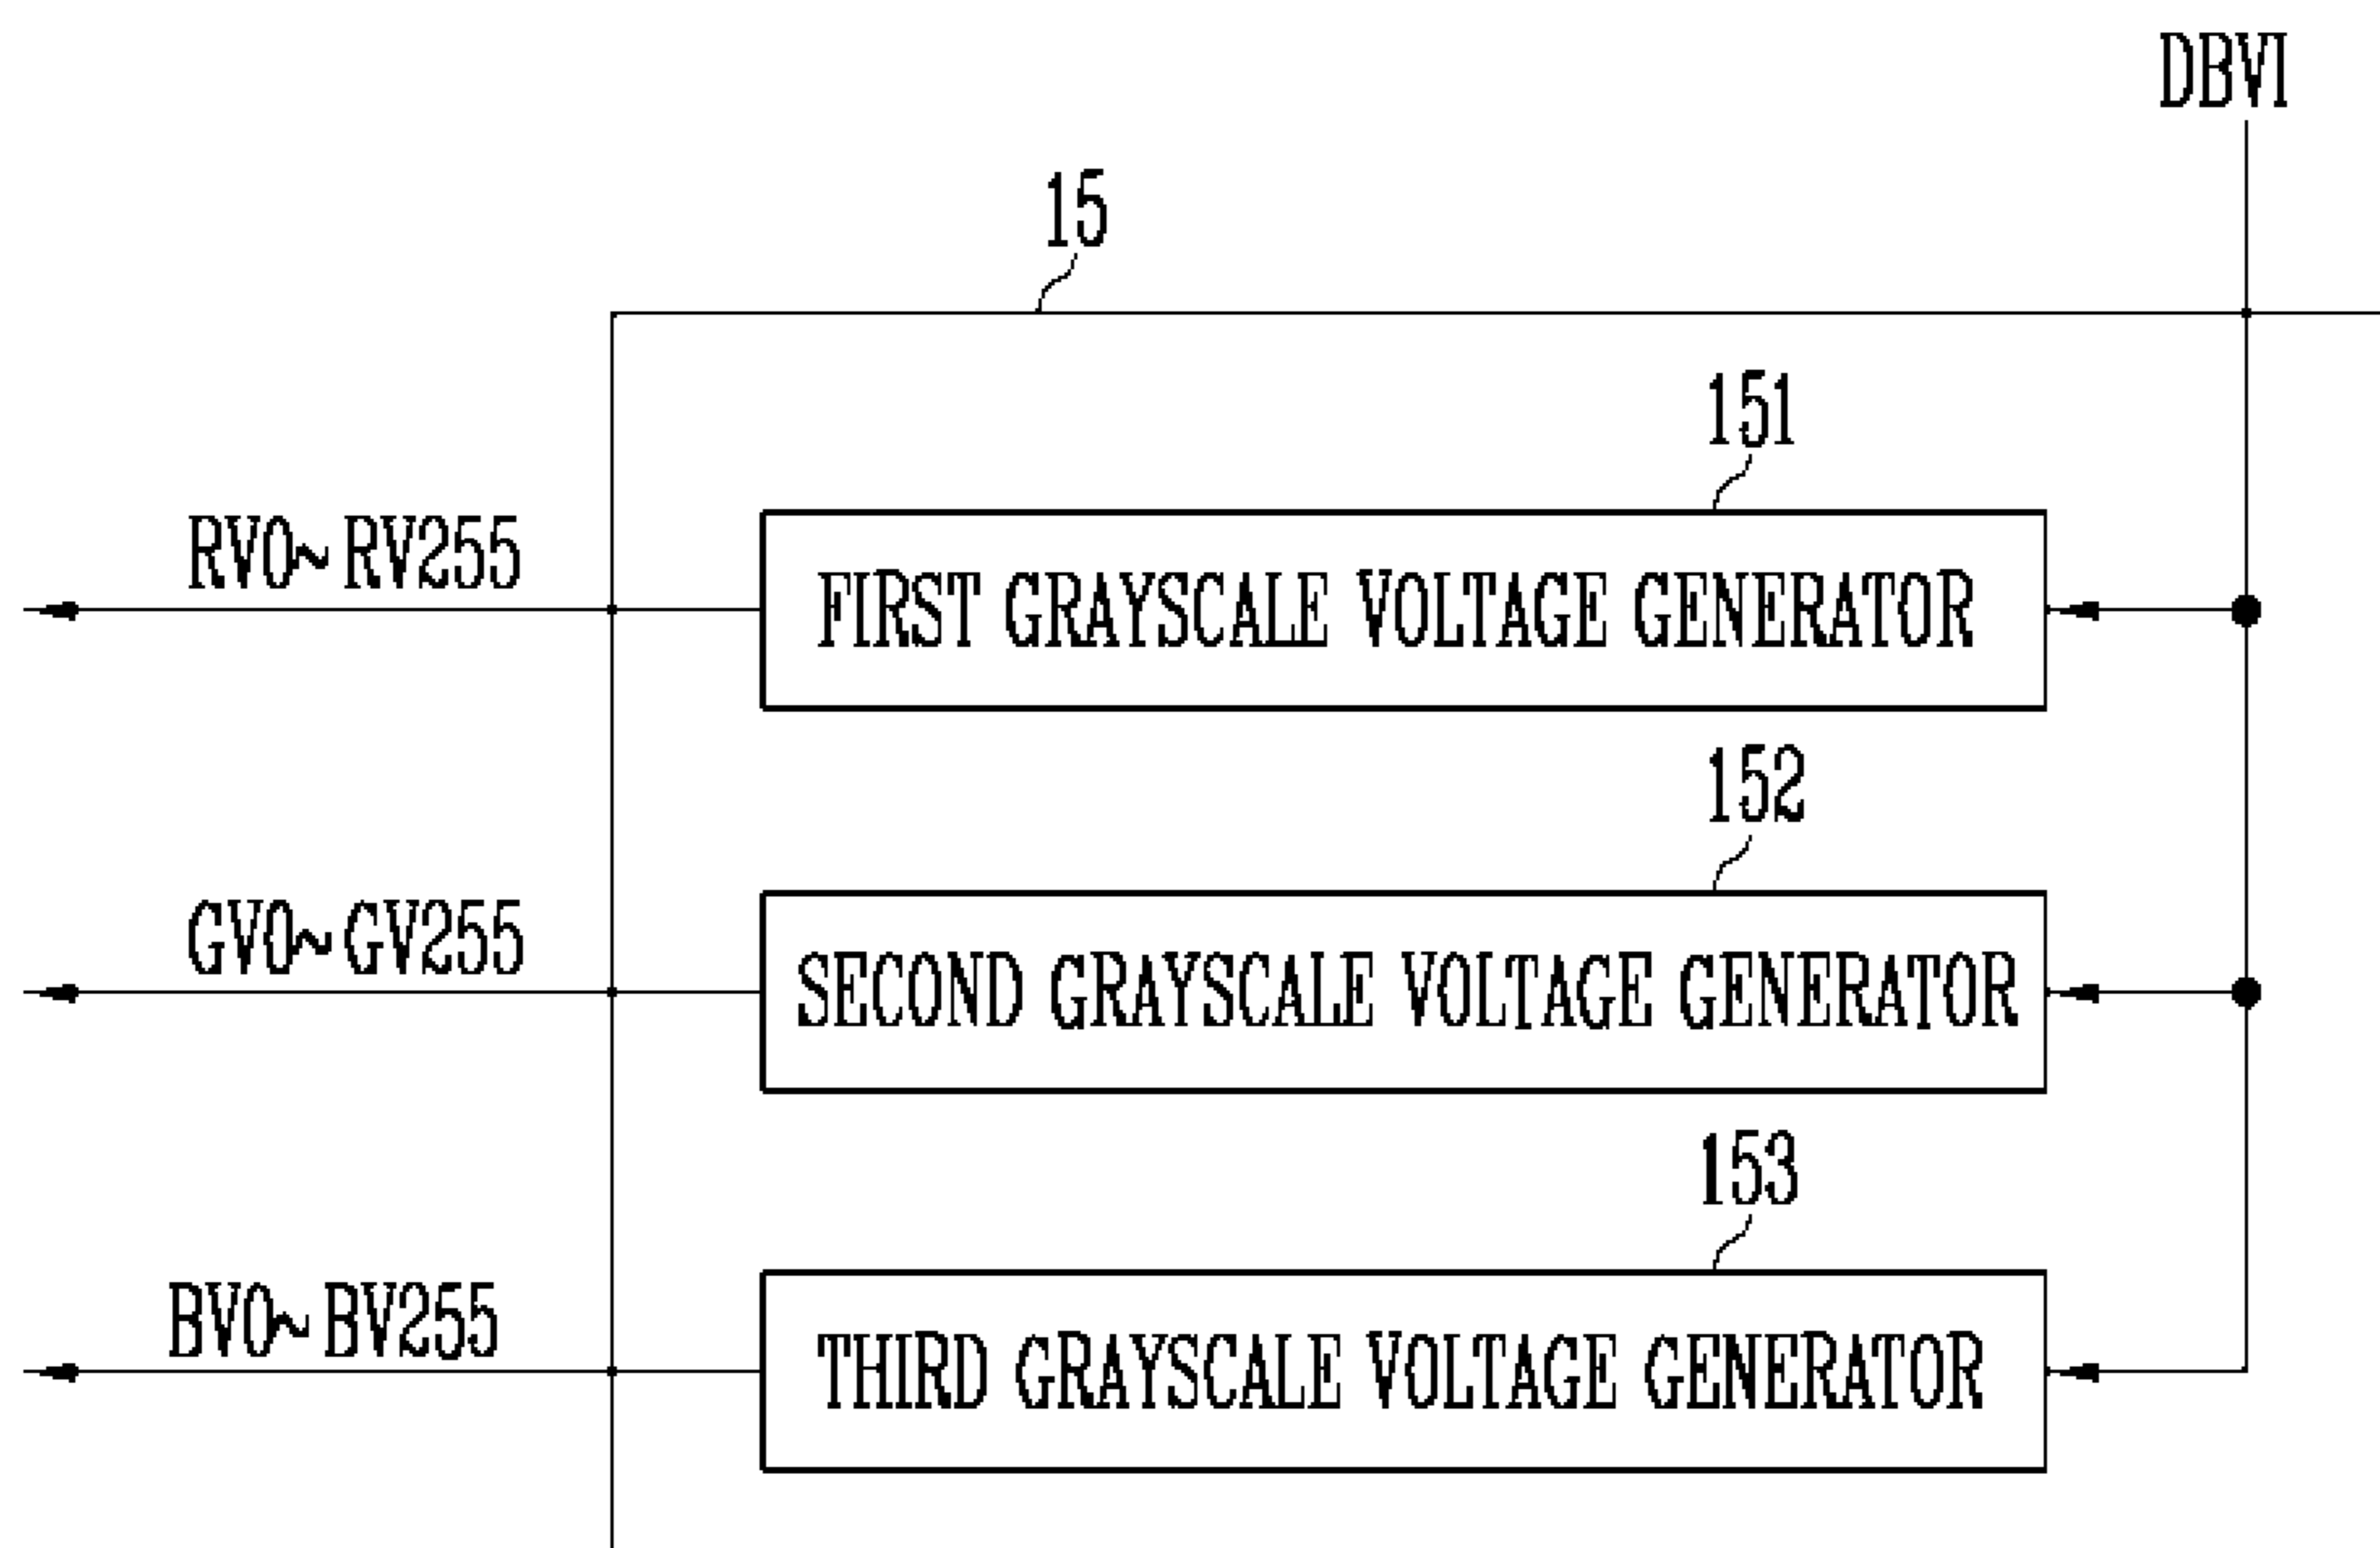 DBVI
15
151
RV0~RV255
FIRST GRAYSCALE VOLTAGE GENERATOR
152
GV0~GV255
SECOND GRAYSCALE VOLTAGE GENERATOR
153
BV0~BV255
THIRD GRAYSCALE VOLTAGE GENERATOR